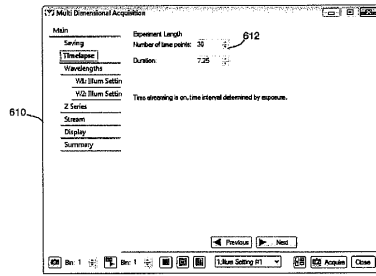 Multi Dimensional Acquisition
Main
Saving
Timelapse
Wavelengths
W1: Illum Settin
W2: Illum Settin
Z Series
Stream
Display
Summary
Experiment Length
Number of time points: 30
612
Duration: 7.25
Time streaming is on, time interval determined by exposure.
610
Previous
Next
Bin: 1
Bin: 1
1:Illum Setting #1
Acquire
Close